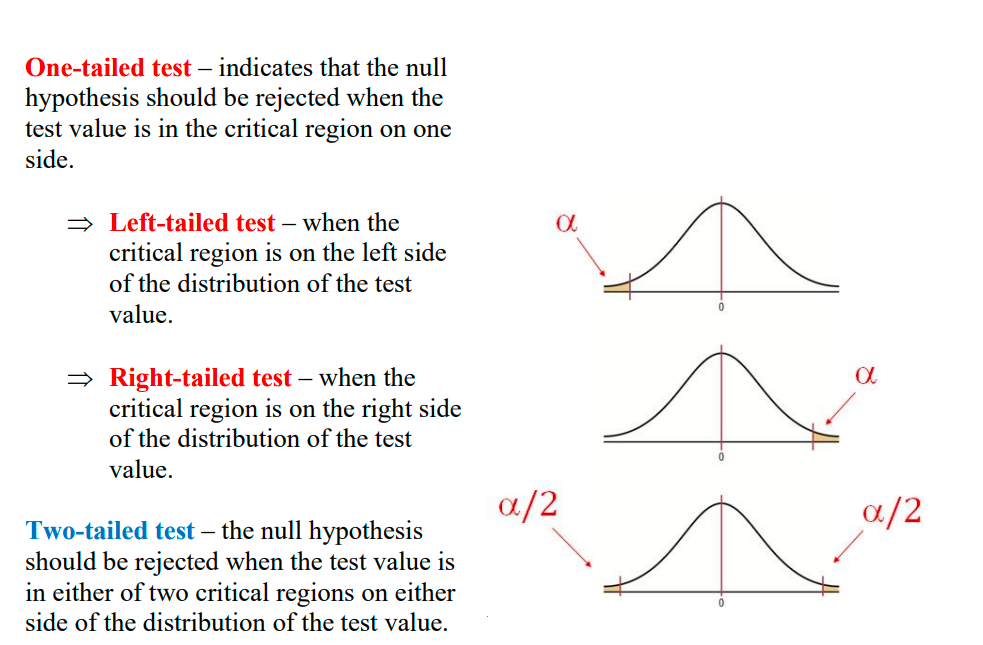 One-tailed test – indicates that the null
hypothesis should be rejected when the
test value is in the critical region on one
side.
⇒ Left-tailed test – when the
critical region is on the left side
of the distribution of the test
value.
α
0
⇒ Right-tailed test – when the
critical region is on the right side
of the distribution of the test
value.
α
0
Two-tailed test – the null hypothesis
should be rejected when the test value is
in either of two critical regions on either
side of the distribution of the test value.
α/2
α/2
0